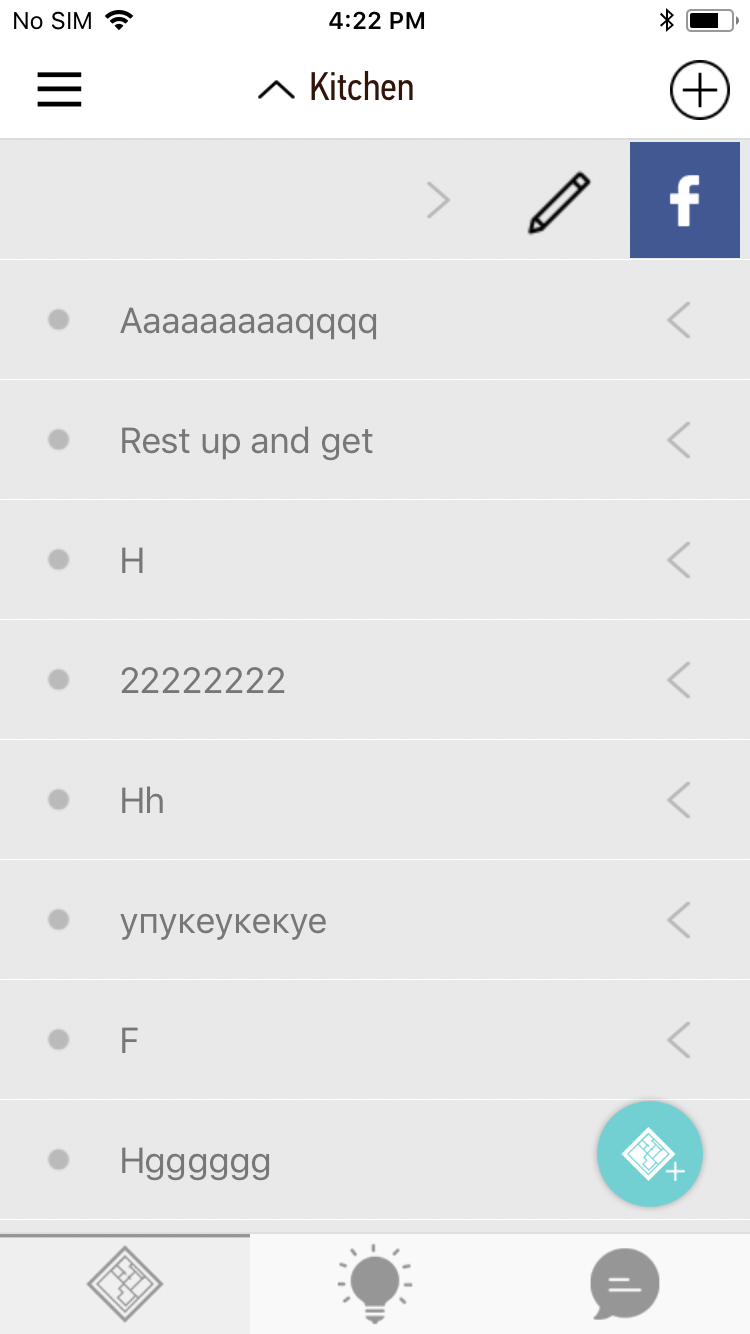 No SIM 4:22 PM
Kitchen
f
Aaaaaaaaaqqqq
Rest up and get
H
22222222
Hh
упукеукекуе
F
Hgggggg